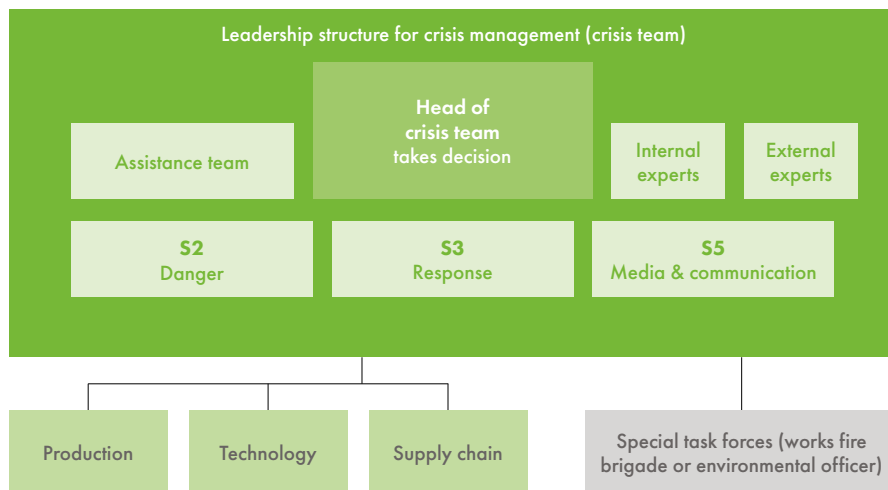 Leadership structure for crisis management (crisis team)
Head of
crisis team
takes decision
Assistance team
Internal
experts
External
experts
S2
Danger
S3
Response
S5
Media & communication
Production
Technology
Supply chain
Special task forces (works fire
brigade or environmental officer)